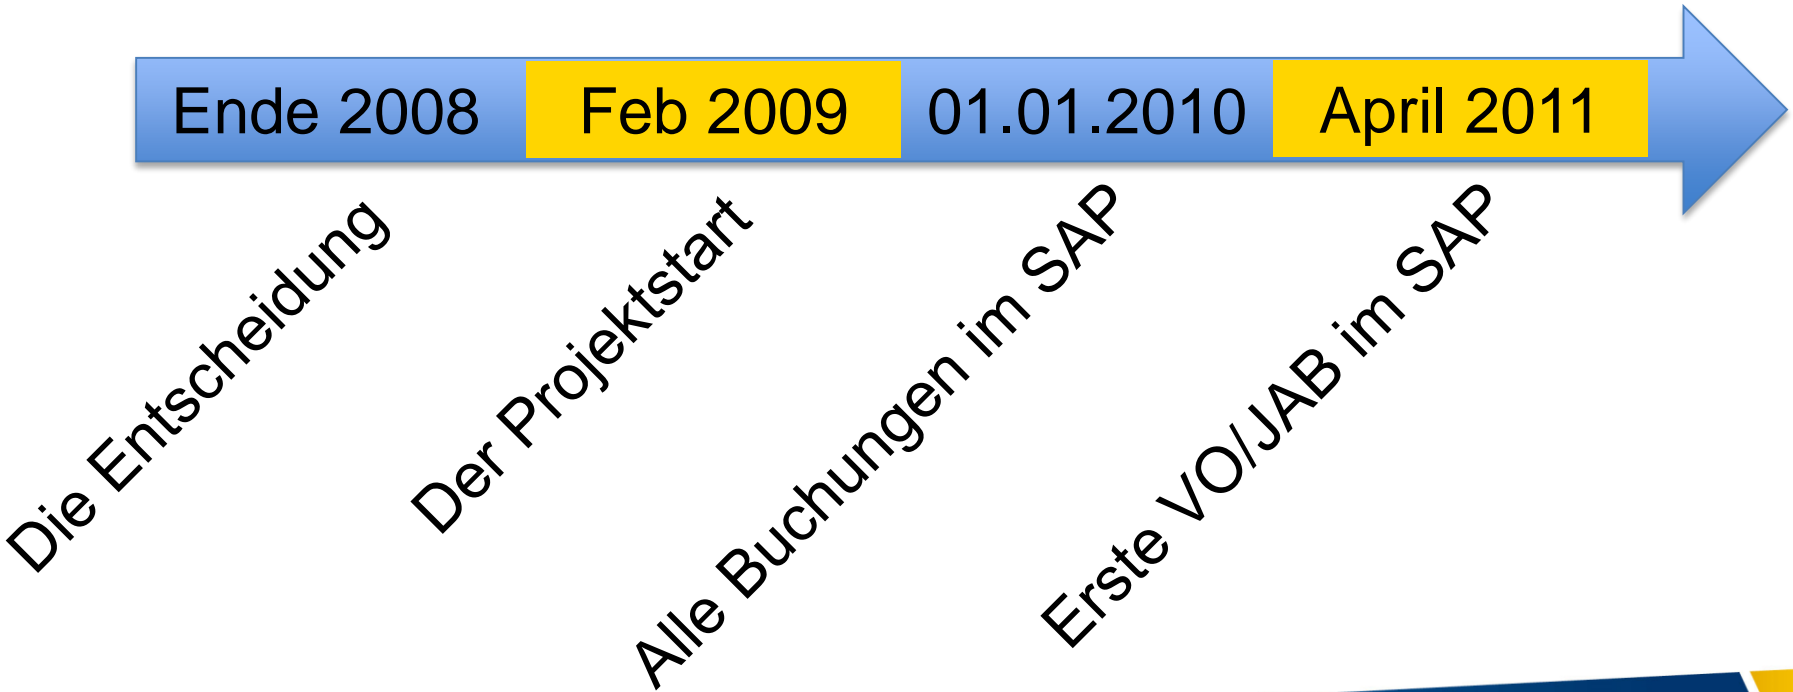 Ende 2008
Feb 2009
01.01.2010
April 2011
Die Entscheidung
Der Projektstart
Alle Buchungen im SAP
Erste VO/JAB im SAP